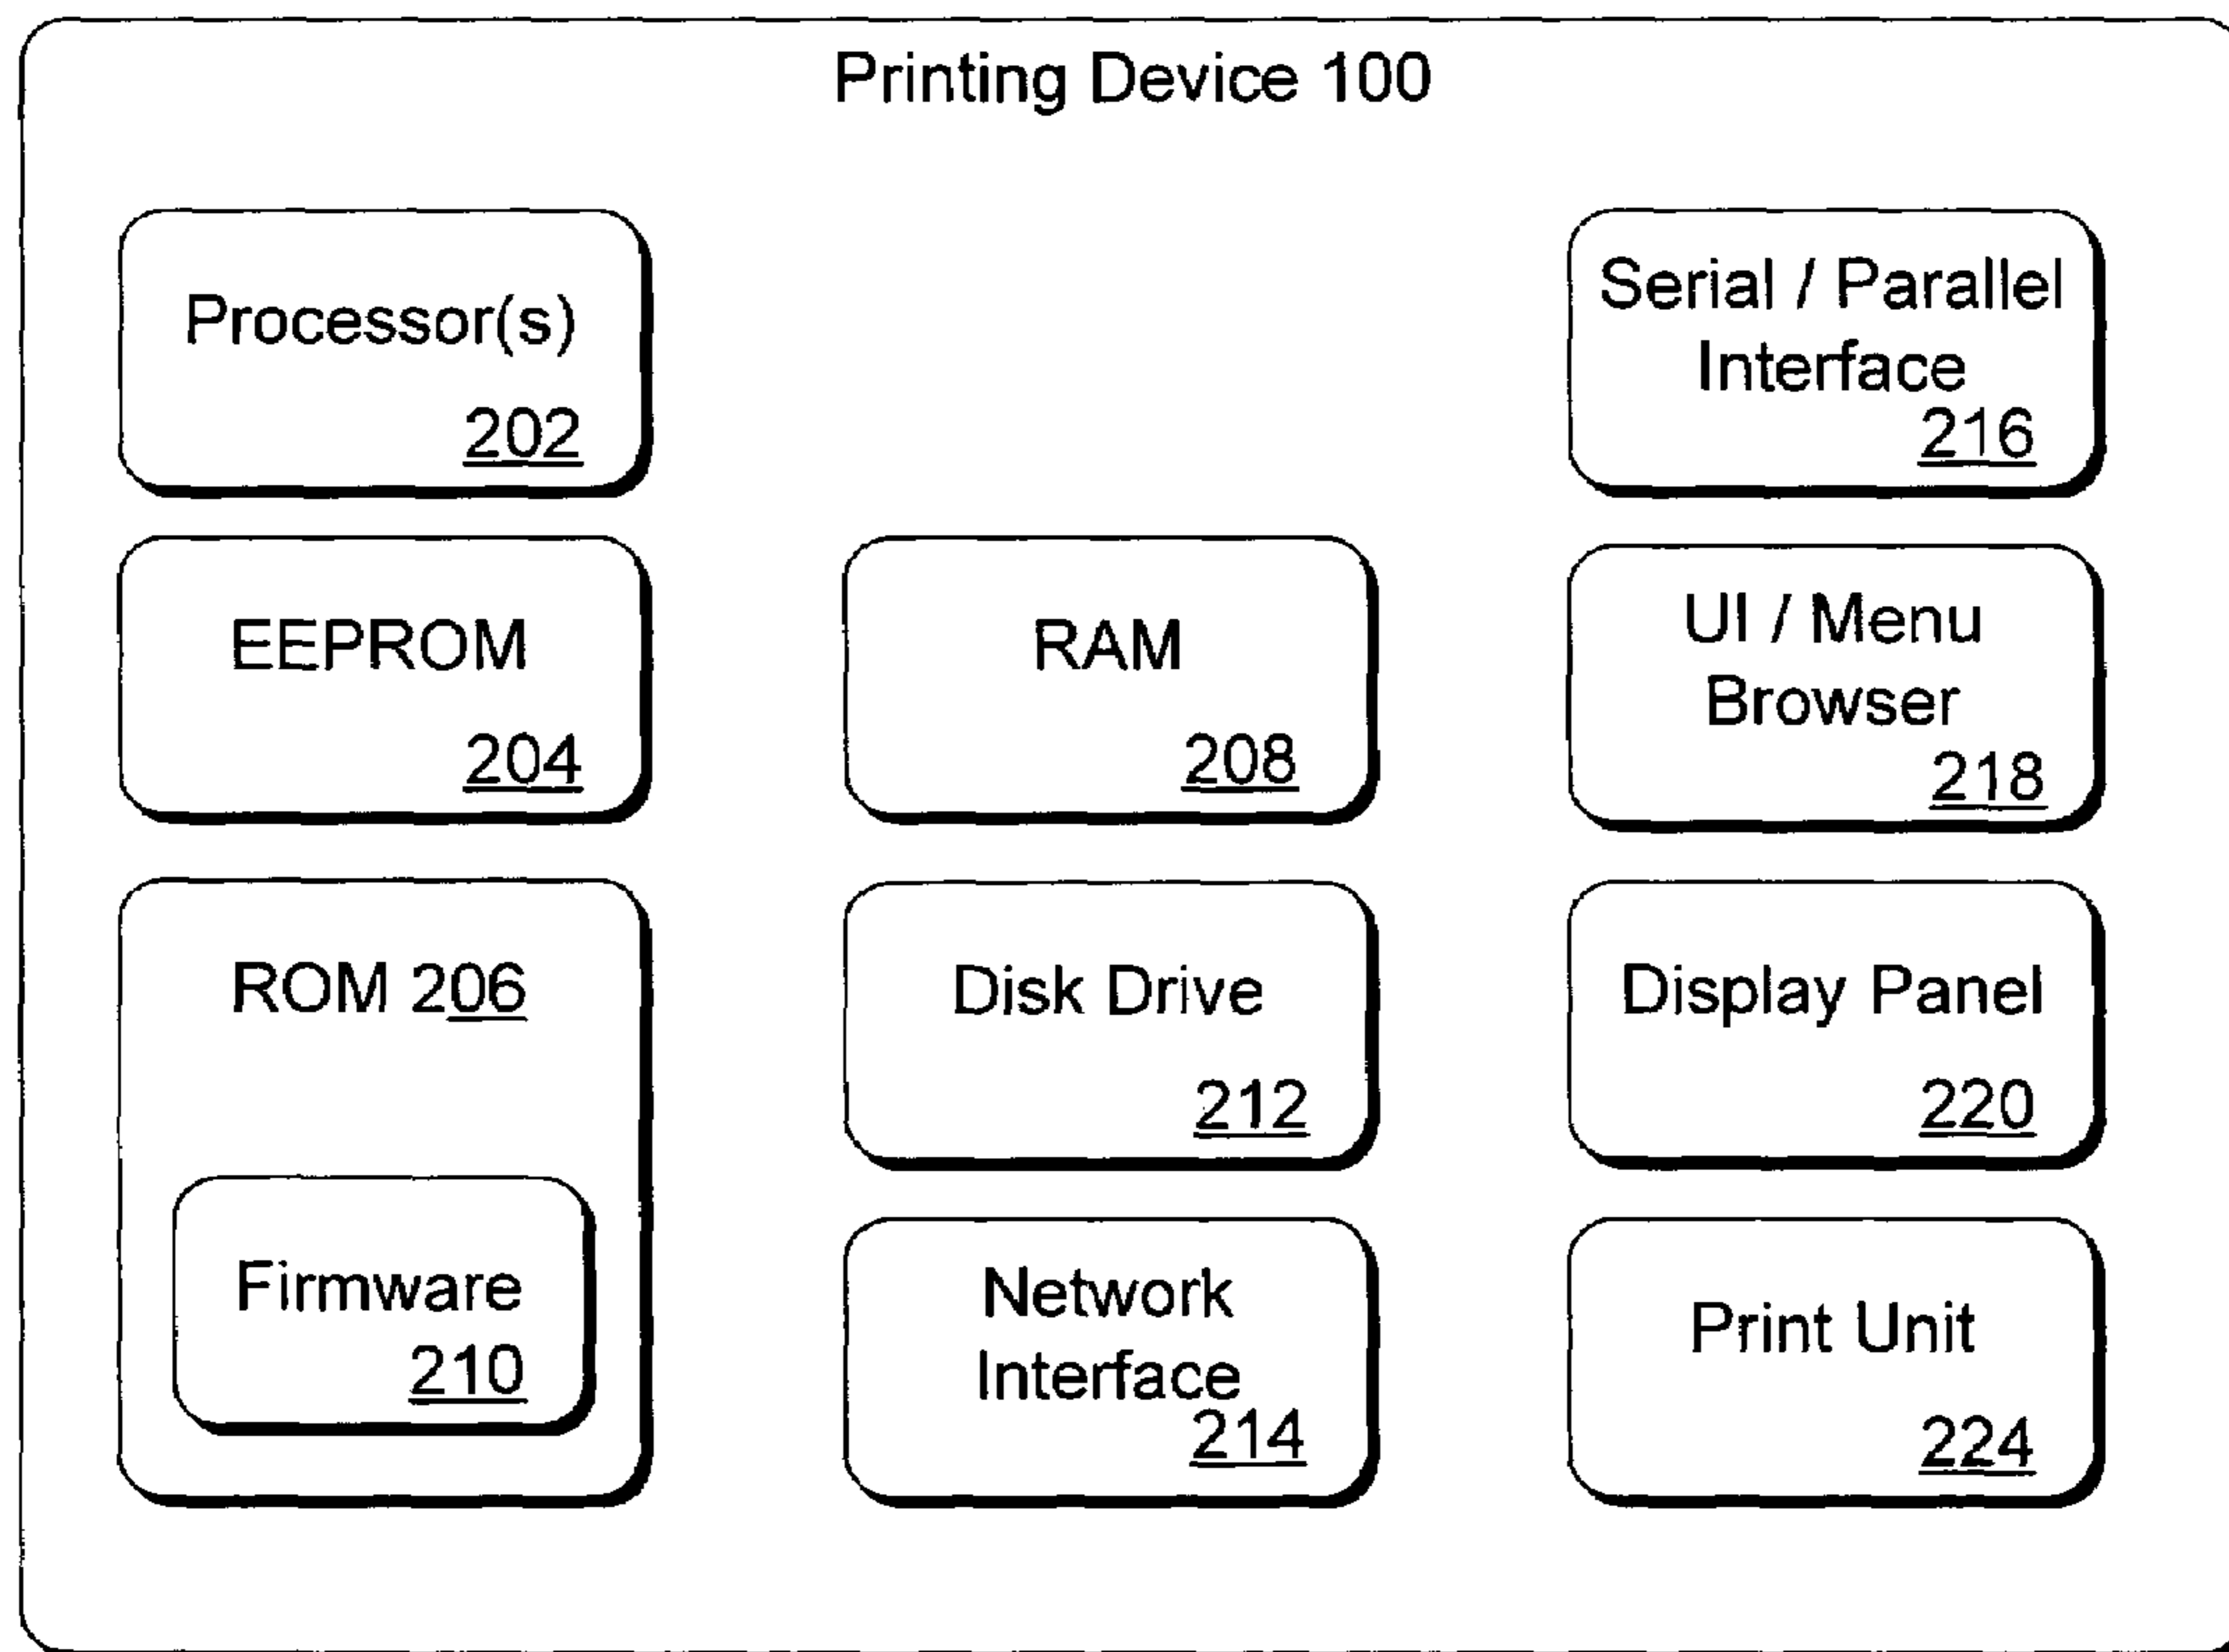 Printing Device 100
Processor(s)
202
EEPROM
204
ROM 206
Firmware
210
RAM
208
Disk Drive
212
Network
Interface
214
Serial / Parallel
Interface
216
UI / Menu
Browser
218
Display Panel
220
Print Unit
224